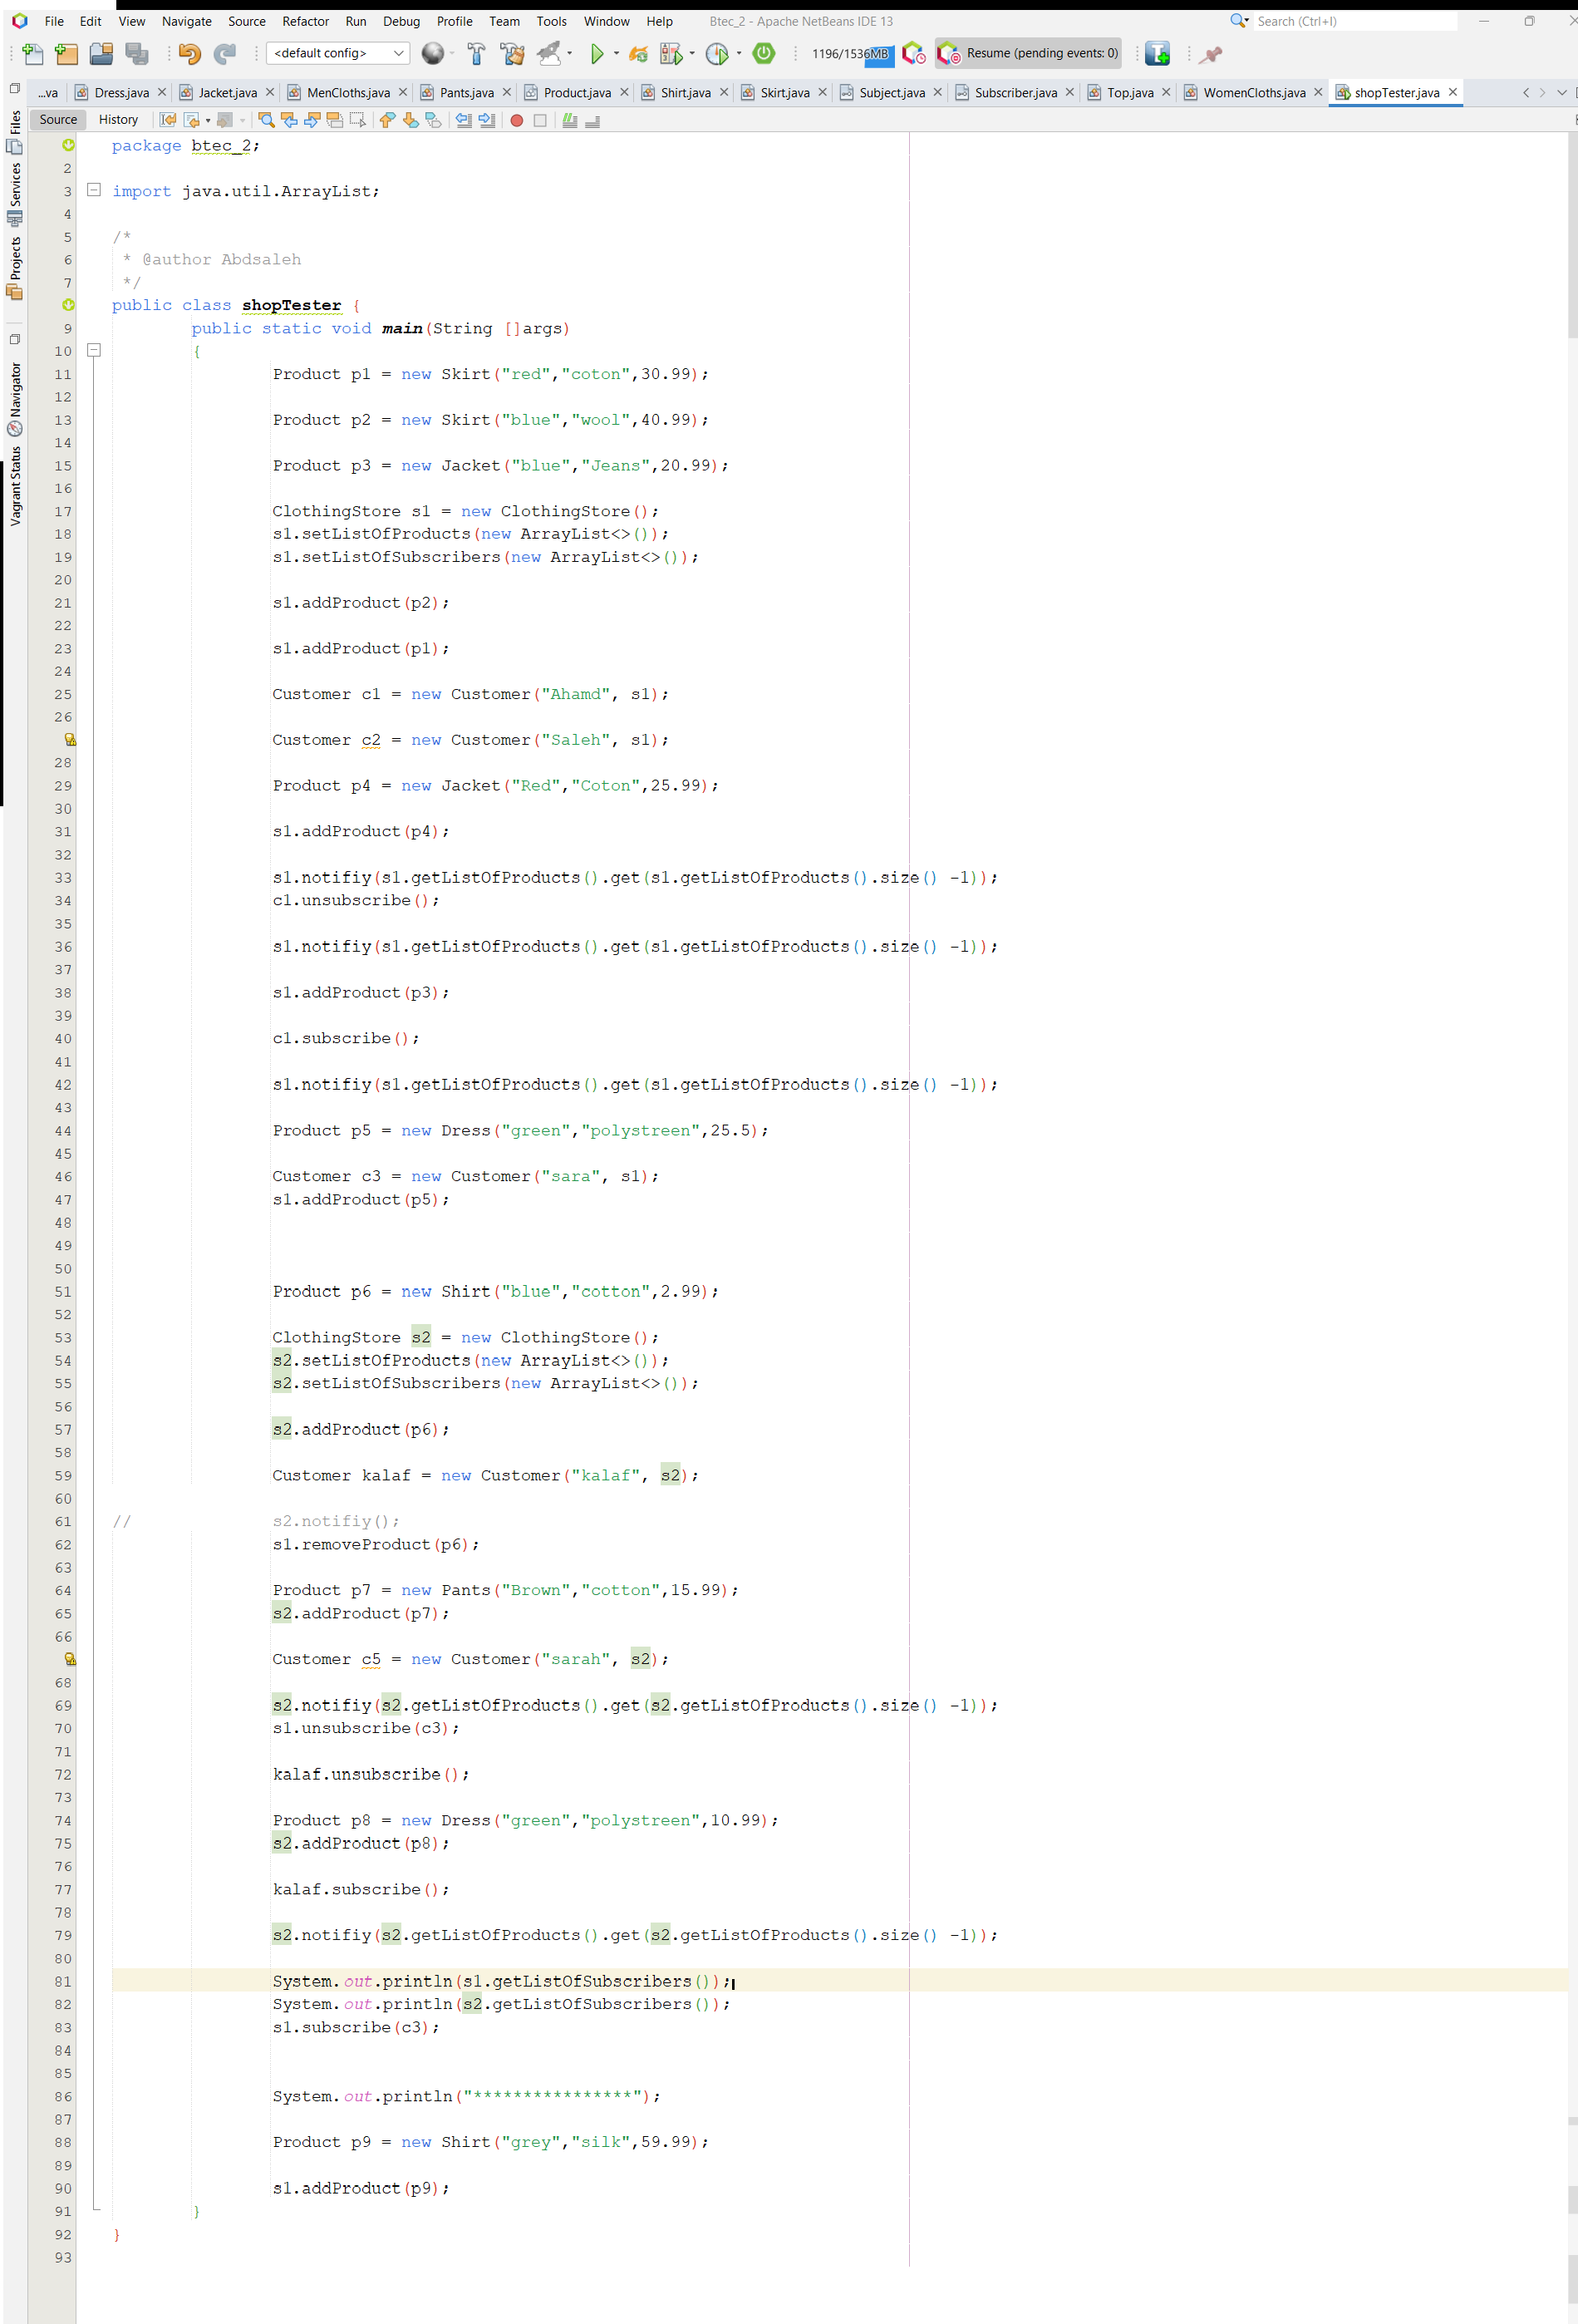 File Edit View Navigate Source Refactor Run Debug Profile Team Tools Window Help Btec_2 - Apache NetBeans IDE 13 Search (Ctrl+I)
<default config> 1196/1536MB Resume (pending events: 0)
...va Dress.java Jacket.java MenCloths.java Pants.java Product.java Shirt.java Skirt.java Subject.java Subscriber.java Top.java WomenCloths.java shopTester.java
Source History
Files
Services
Projects
Navigator
Vagrant Status
package btec_2;
2
3 import java.util.ArrayList;
4
5 /*
6 * @author Abdsaleh
7 */
public class shopTester {
9 public static void main(String []args)
10 {
11 Product p1 = new Skirt("red","coton",30.99);
12
13 Product p2 = new Skirt("blue","wool",40.99);
14
15 Product p3 = new Jacket("blue","Jeans",20.99);
16
17 ClothingStore s1 = new ClothingStore();
18 s1.setListOfProducts(new ArrayList<>());
19 s1.setListOfSubscribers(new ArrayList<>());
20
21 s1.addProduct(p2);
22
23 s1.addProduct(p1);
24
25 Customer c1 = new Customer("Ahamd", s1);
26
Customer c2 = new Customer("Saleh", s1);
28
29 Product p4 = new Jacket("Red","Coton",25.99);
30
31 s1.addProduct(p4);
32
33 s1.notifiy(s1.getListOfProducts().get(s1.getListOfProducts().size() -1));
34 c1.unsubscribe();
35
36 s1.notifiy(s1.getListOfProducts().get(s1.getListOfProducts().size() -1));
37
38 s1.addProduct(p3);
39
40 c1.subscribe();
41
42 s1.notifiy(s1.getListOfProducts().get(s1.getListOfProducts().size() -1));
43
44 Product p5 = new Dress("green","polystreen",25.5);
45
46 Customer c3 = new Customer("sara", s1);
47 s1.addProduct(p5);
48
49
50
51 Product p6 = new Shirt("blue","cotton",2.99);
52
53 ClothingStore s2 = new ClothingStore();
54 s2.setListOfProducts(new ArrayList<>());
55 s2.setListOfSubscribers(new ArrayList<>());
56
57 s2.addProduct(p6);
58
59 Customer kalaf = new Customer("kalaf", s2);
60
61 // s2.notifiy();
62 s1.removeProduct(p6);
63
64 Product p7 = new Pants("Brown","cotton",15.99);
65 s2.addProduct(p7);
66
Customer c5 = new Customer("sarah", s2);
68
69 s2.notifiy(s2.getListOfProducts().get(s2.getListOfProducts().size() -1));
70 s1.unsubscribe(c3);
71
72 kalaf.unsubscribe();
73
74 Product p8 = new Dress("green","polystreen",10.99);
75 s2.addProduct(p8);
76
77 kalaf.subscribe();
78
79 s2.notifiy(s2.getListOfProducts().get(s2.getListOfProducts().size() -1));
80
81 System.out.println(s1.getListOfSubscribers());
82 System.out.println(s2.getListOfSubscribers());
83 s1.subscribe(c3);
84
85
86 System.out.println("****************");
87
88 Product p9 = new Shirt("grey","silk",59.99);
89
90 s1.addProduct(p9);
91 }
92 }
93